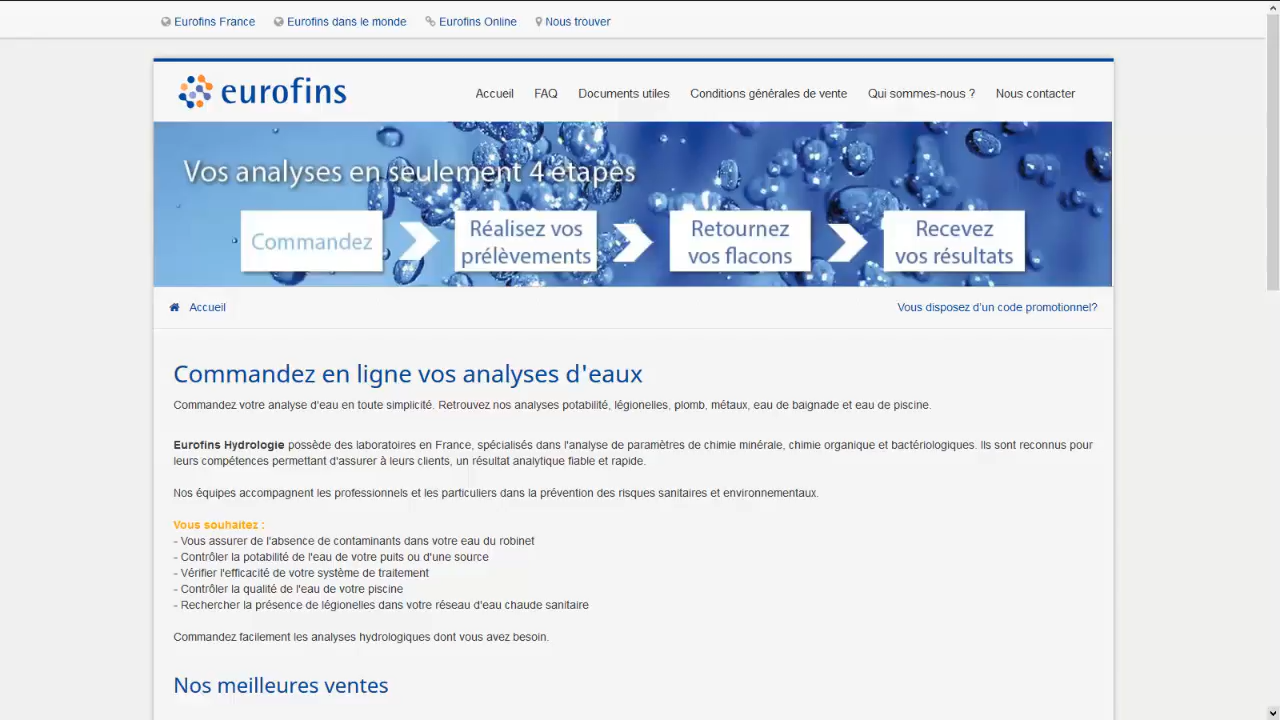 Eurofins France Eurofins dans le monde Eurofins Online Nous trouver
eurofins
Accueil FAQ Documents utiles Conditions générales de vente Qui sommes-nous ? Nous contacter
Vos analyses en seulement 4 étapes
Commandez
Réalisez vos
prélèvements
Retournez
vos flacons
Recevez
vos résultats
Accueil
Vous disposez d'un code promotionnel?
Commandez en ligne vos analyses d'eaux
Commandez votre analyse d'eau en toute simplicité. Retrouvez nos analyses potabilité, légionelles, plomb, métaux, eau de baignade et eau de piscine.
Eurofins Hydrologie possède des laboratoires en France, spécialisés dans l'analyse de paramètres de chimie minérale, chimie organique et bactériologiques. Ils sont reconnus pour
leurs compétences permettant d'assurer à leurs clients, un résultat analytique fiable et rapide.
Nos équipes accompagnent les professionnels et les particuliers dans la prévention des risques sanitaires et environnementaux.
Vous souhaitez :
- Vous assurer de l'absence de contaminants dans votre eau du robinet
- Contrôler la potabilité de l'eau de votre puits ou d'une source
- Vérifier l'efficacité de votre système de traitement
- Contrôler la qualité de l'eau de votre piscine
- Rechercher la présence de légionelles dans votre réseau d'eau chaude sanitaire
Commandez facilement les analyses hydrologiques dont vous avez besoin.
Nos meilleures ventes